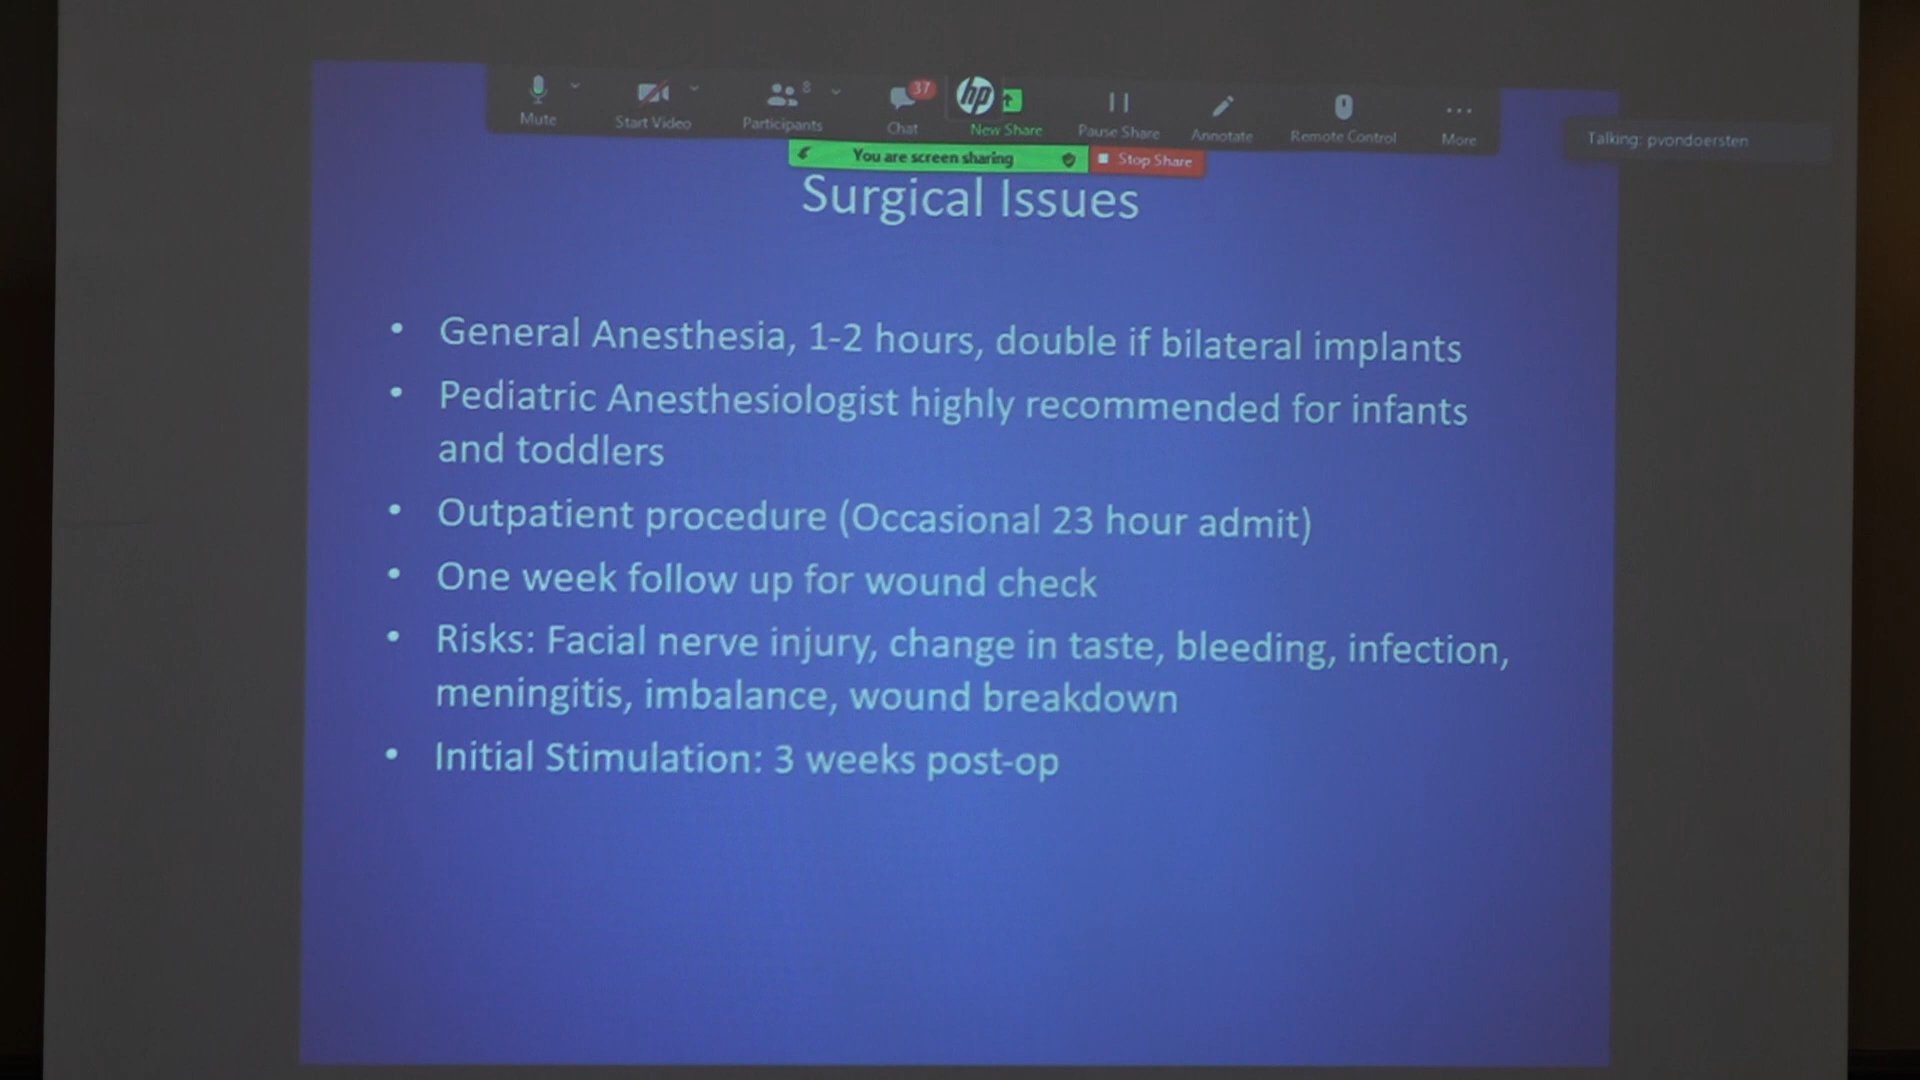 Mute
Start Video
8
Participants
37
Chat
hp
New Share
Pause Share
Annotate
Remote Control
More
Talking: pvondoersten
You are screen sharing
Stop Share
Surgical Issues
• General Anesthesia, 1-2 hours, double if bilateral implants
• Pediatric Anesthesiologist highly recommended for infants
and toddlers
• Outpatient procedure (Occasional 23 hour admit)
• One week follow up for wound check
• Risks: Facial nerve injury, change in taste, bleeding, infection,
meningitis, imbalance, wound breakdown
• Initial Stimulation: 3 weeks post-op